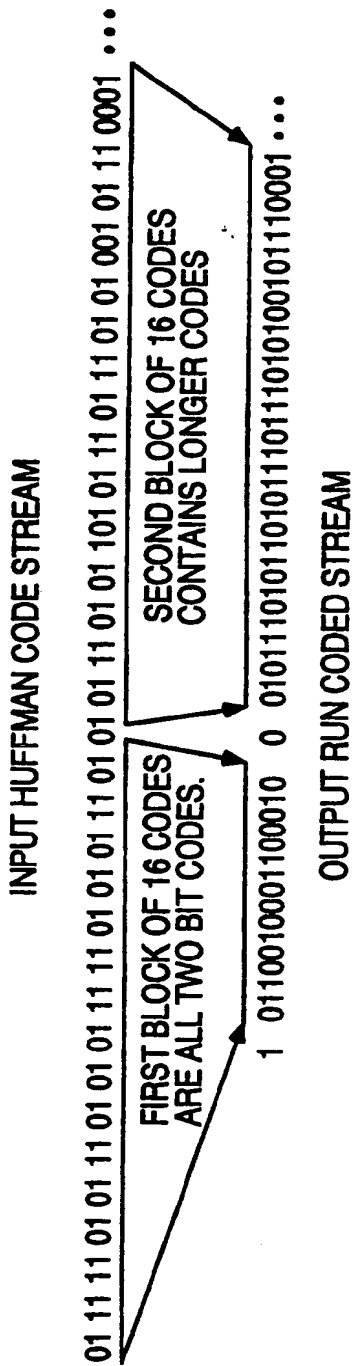 INPUT HUFFMAN CODE STREAM
01 11 11 01 01 11 01 01 01 11 11 01 01 01 11 01 01 01 11 01 01 101 01 11 01 11 01 01 001 01 11 0001 •••
FIRST BLOCK OF 16 CODES
ARE ALL TWO BIT CODES.
SECOND BLOCK OF 16 CODES
CONTAINS LONGER CODES
1 0110010001100010 0 010111010110101110111010100101110001 •••
OUTPUT RUN CODED STREAM